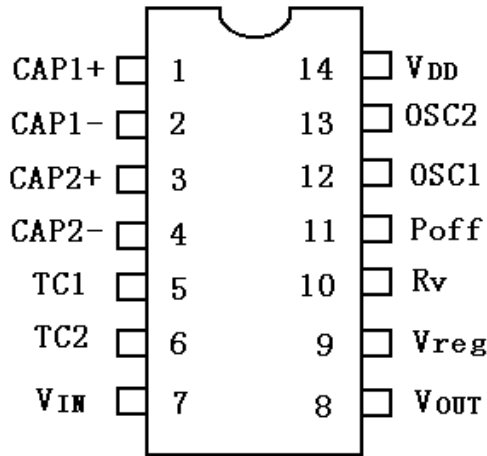 CAP1+ 1 14 VDD
CAP1- 2 13 OSC2
CAP2+ 3 12 OSC1
CAP2- 4 11 Poff
TC1 5 10 Rv
TC2 6 9 Vreg
VIN 7 8 VOUT